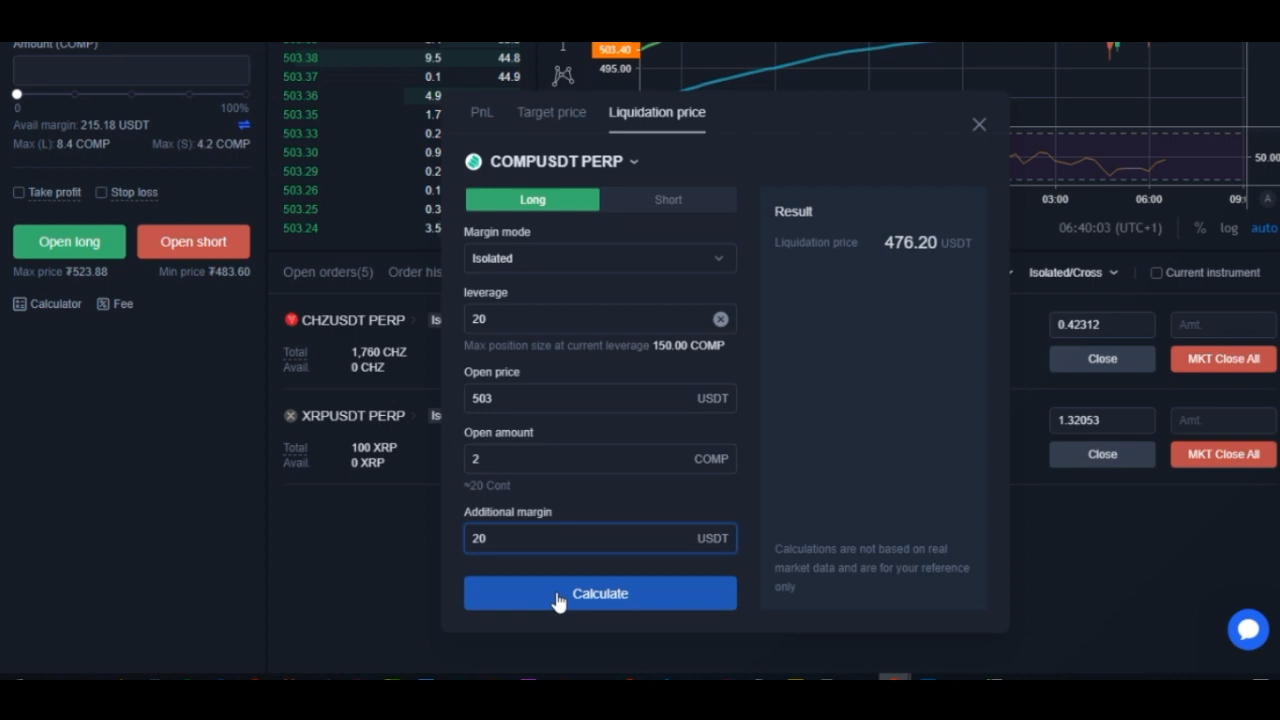 Amount (COMP)
0
100%
Avail margin: 215.18 USDT
Max (L): 8.4 COMP Max (S): 4.2 COMP
Take profit Stop loss
Open long Open short
Max price ₮523.88 Min price ₮483.60
Calculator Fee
503.38 9.5 44.8
503.37 0.1 44.9
503.36 4.9
503.35 1.7
503.33 0.2
503.30 0.9
503.29 0.2
503.26 0.1
503.25 0.3
503.24 3.5
503.40
495.00
50.00
03:00 06:00 09:
A
06:40:03 (UTC+1) % log auto
PnL Target price Liquidation price
COMPUSDT PERP
Long Short
Margin mode
Isolated
leverage
20
Max position size at current leverage 150.00 COMP
Open price
503 USDT
Open amount
2 COMP
≈20 Cont
Additional margin
20 USDT
Calculate
Result
Liquidation price 476.20 USDT
Calculations are not based on real
market data and are for your reference
only
Open orders(5) Order his
Isolated/Cross Current instrument
CHZUSDT PERP Is
Total 1,760 CHZ
Avail. 0 CHZ
0.42312 Amt.
Close MKT Close All
XRPUSDT PERP Is
Total 100 XRP
Avail. 0 XRP
1.32053 Amt.
Close MKT Close All